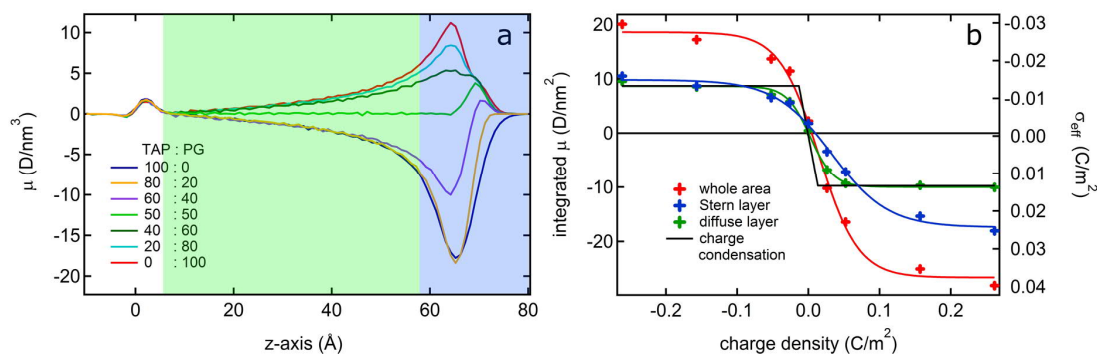 a
10
5
0
-5
-10
-15
-20
μ (D/nm³)
TAP : PG
100 : 0
80 : 20
60 : 40
50 : 50
40 : 60
20 : 80
0 : 100
0
20
40
60
80
z-axis (Å)
b
20
10
0
-10
-20
integrated μ (D/nm²)
whole area
Stern layer
diffuse layer
charge
condensation
-0.2
-0.1
0.0
0.1
0.2
charge density (C/m²)
-0.03
-0.02
-0.01
0.00
0.01
0.02
0.03
0.04
σeff
(C/m²)